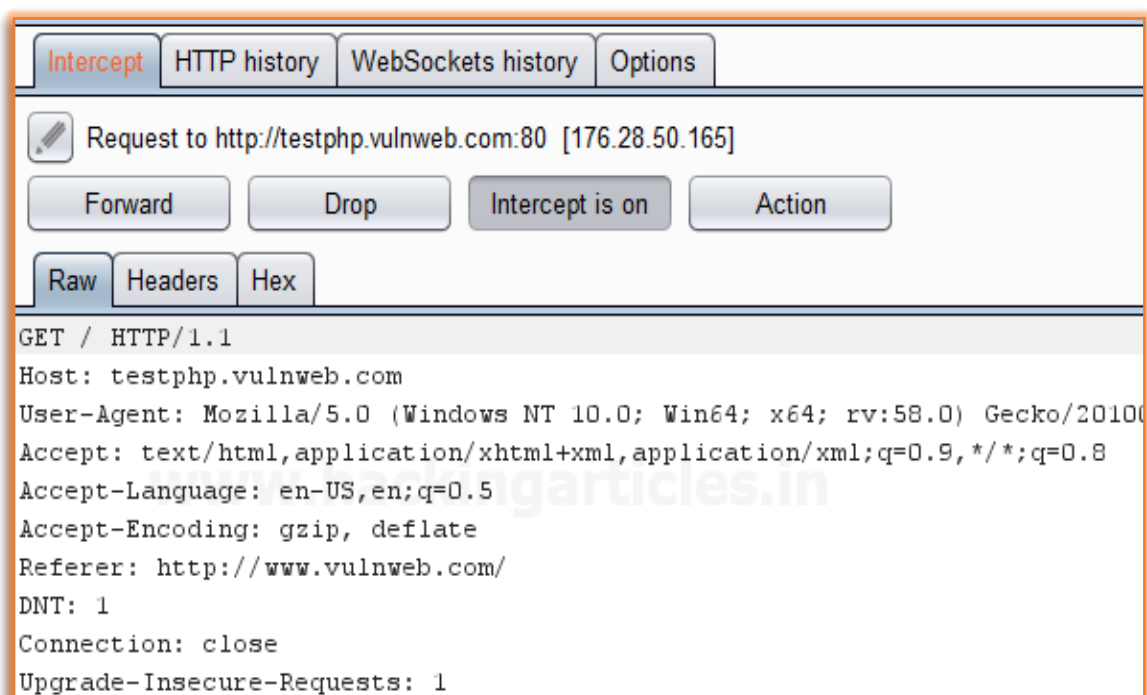 Intercept HTTP history WebSockets history Options
Request to http://testphp.vulnweb.com:80 [176.28.50.165]
Forward Drop Intercept is on Action
Raw Headers Hex
GET / HTTP/1.1
Host: testphp.vulnweb.com
User-Agent: Mozilla/5.0 (Windows NT 10.0; Win64; x64; rv:58.0) Gecko/20100
Accept: text/html,application/xhtml+xml,application/xml;q=0.9,*/*;q=0.8
www.hackingarticles.in
Accept-Language: en-US,en;q=0.5
Accept-Encoding: gzip, deflate
Referer: http://www.vulnweb.com/
DNT: 1
Connection: close
Upgrade-Insecure-Requests: 1